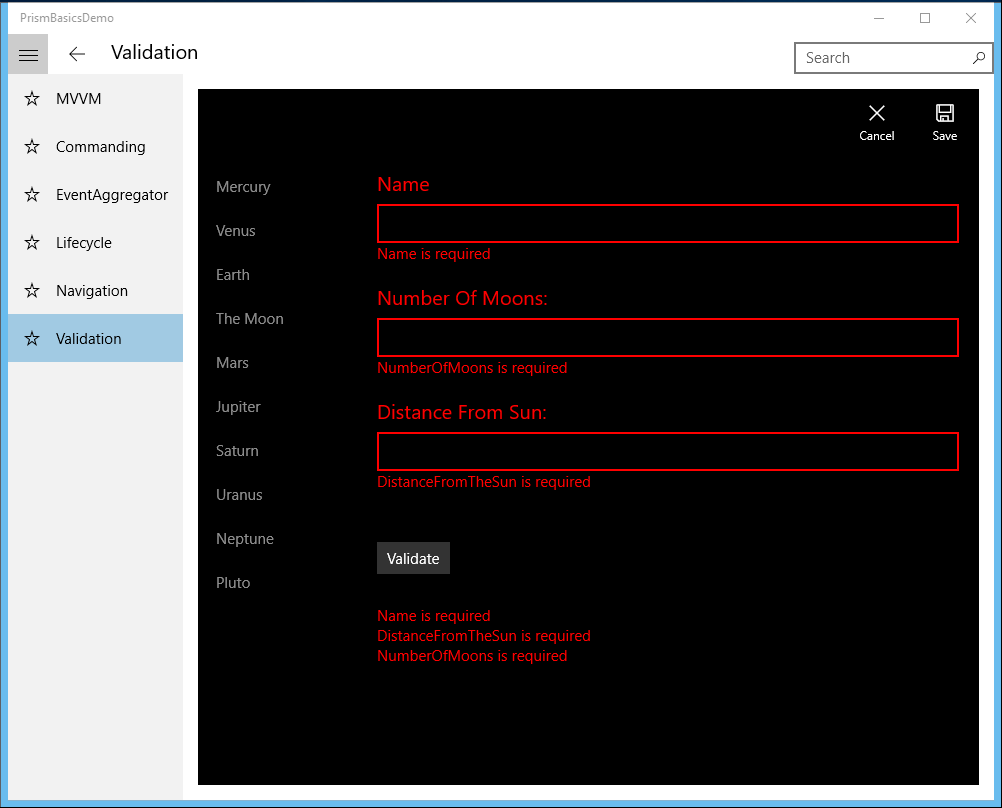 PrismBasicsDemo
Validation
Search
MVVM
Commanding
EventAggregator
Lifecycle
Navigation
Validation
Cancel
Save
Mercury
Venus
Earth
The Moon
Mars
Jupiter
Saturn
Uranus
Neptune
Pluto
Name
Name is required
Number Of Moons:
NumberOfMoons is required
Distance From Sun:
DistanceFromTheSun is required
Validate
Name is required
DistanceFromTheSun is required
NumberOfMoons is required